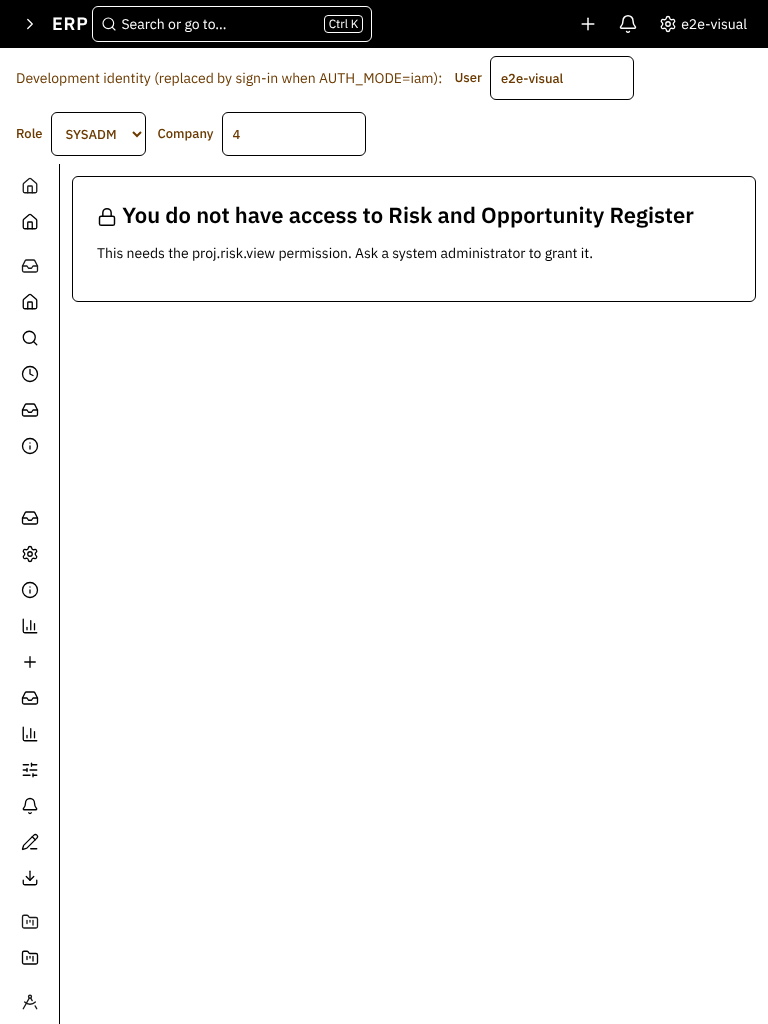 ERP Search or go to... Ctrl K e2e-visual
Development identity (replaced by sign-in when AUTH_MODE=iam): User e2e-visual
Role SYSADM Company 4
You do not have access to Risk and Opportunity Register
This needs the proj.risk.view permission. Ask a system administrator to grant it.